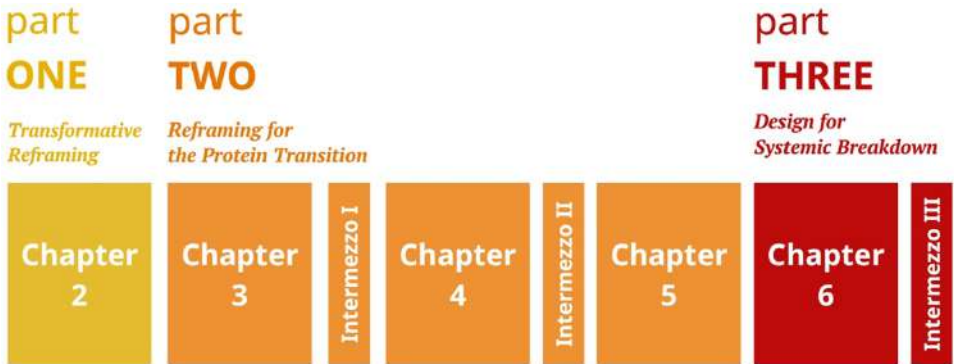 part
ONE
Transformative
Reframing
part
TWO
Reframing for
the Protein Transition
part
THREE
Design for
Systemic Breakdown
Chapter
2
Chapter
3
Intermezzo I
Chapter
4
Intermezzo II
Chapter
5
Chapter
6
Intermezzo III